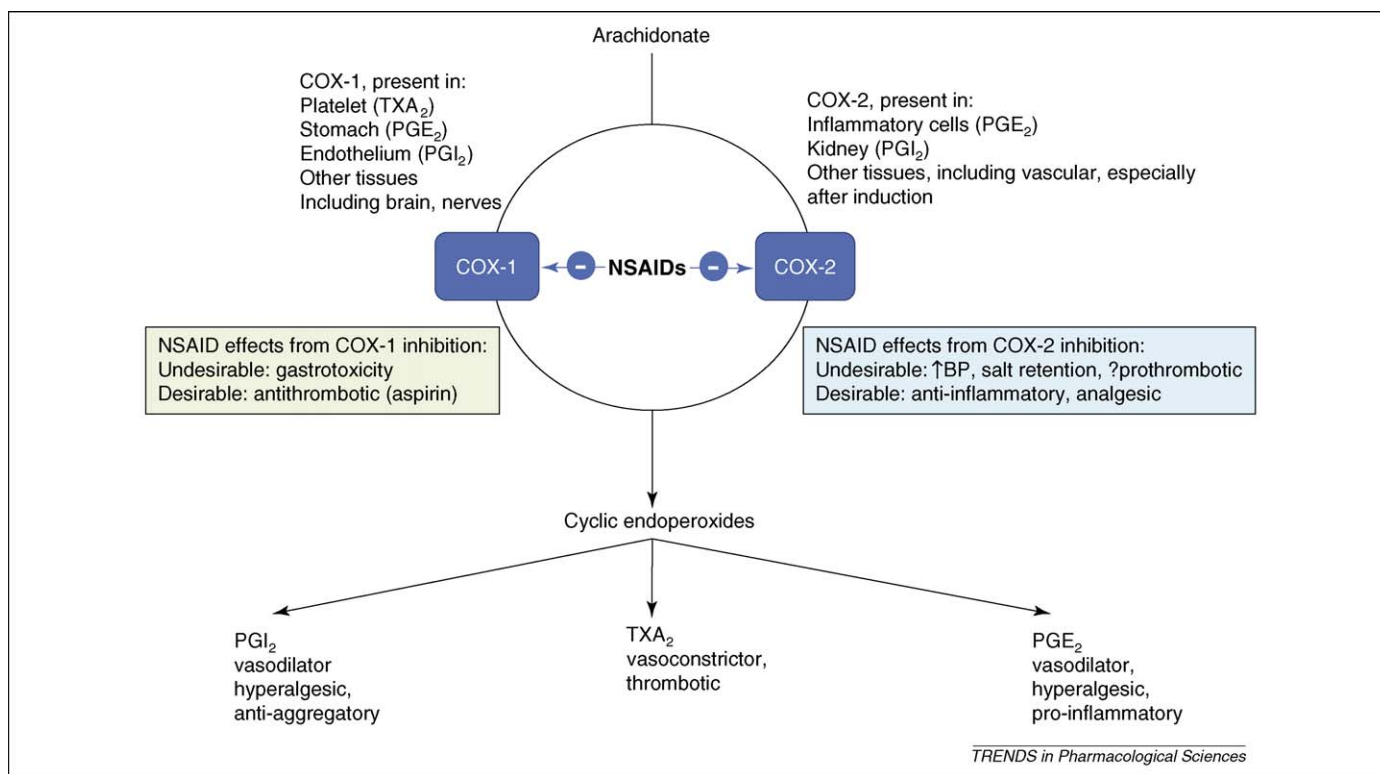 Arachidonate
COX-1, present in:
Platelet (TXA₂)
Stomach (PGE₂)
Endothelium (PGI₂)
Other tissues
Including brain, nerves
COX-2, present in:
Inflammatory cells (PGE₂)
Kidney (PGI₂)
Other tissues, including vascular, especially
after induction
COX-1
-
NSAIDs
-
COX-2
NSAID effects from COX-1 inhibition:
Undesirable: gastrotoxicity
Desirable: antithrombotic (aspirin)
NSAID effects from COX-2 inhibition:
Undesirable: ↑BP, salt retention, ?prothrombotic
Desirable: anti-inflammatory, analgesic
Cyclic endoperoxides
PGI₂
vasodilator
hyperalgesic,
anti-aggregatory
TXA₂
vasoconstrictor,
thrombotic
PGE₂
vasodilator,
hyperalgesic,
pro-inflammatory
TRENDS in Pharmacological Sciences